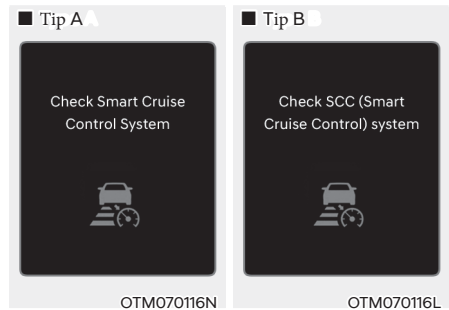 ■ Tip A
Check Smart Cruise
Control System
OTM070116N
■ Tip B
Check SCC (Smart
Cruise Control) system
OTM070116L